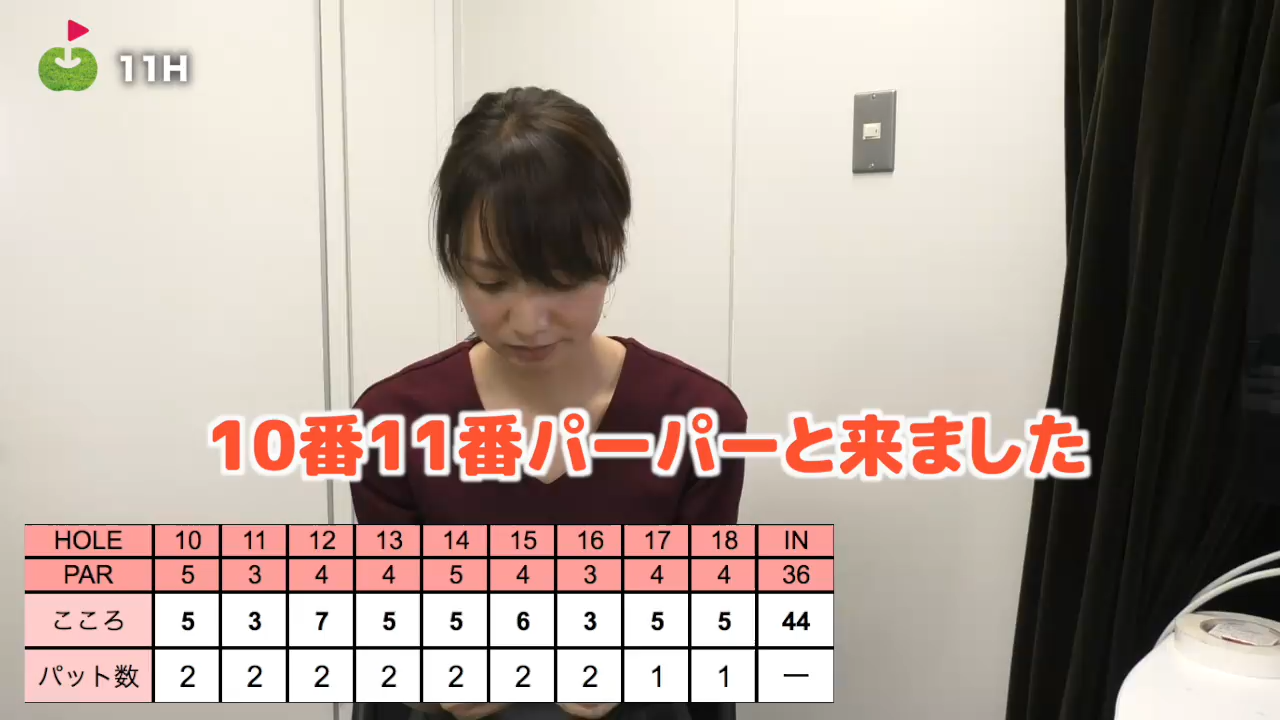 11H
10番11番パーパーと来ました
HOLE 10 11 12 13 14 15 16 17 18 IN
PAR 5 3 4 4 5 4 3 4 4 36
こころ 5 3 7 5 5 6 3 5 5 44
パット数 2 2 2 2 2 2 2 1 1 ―